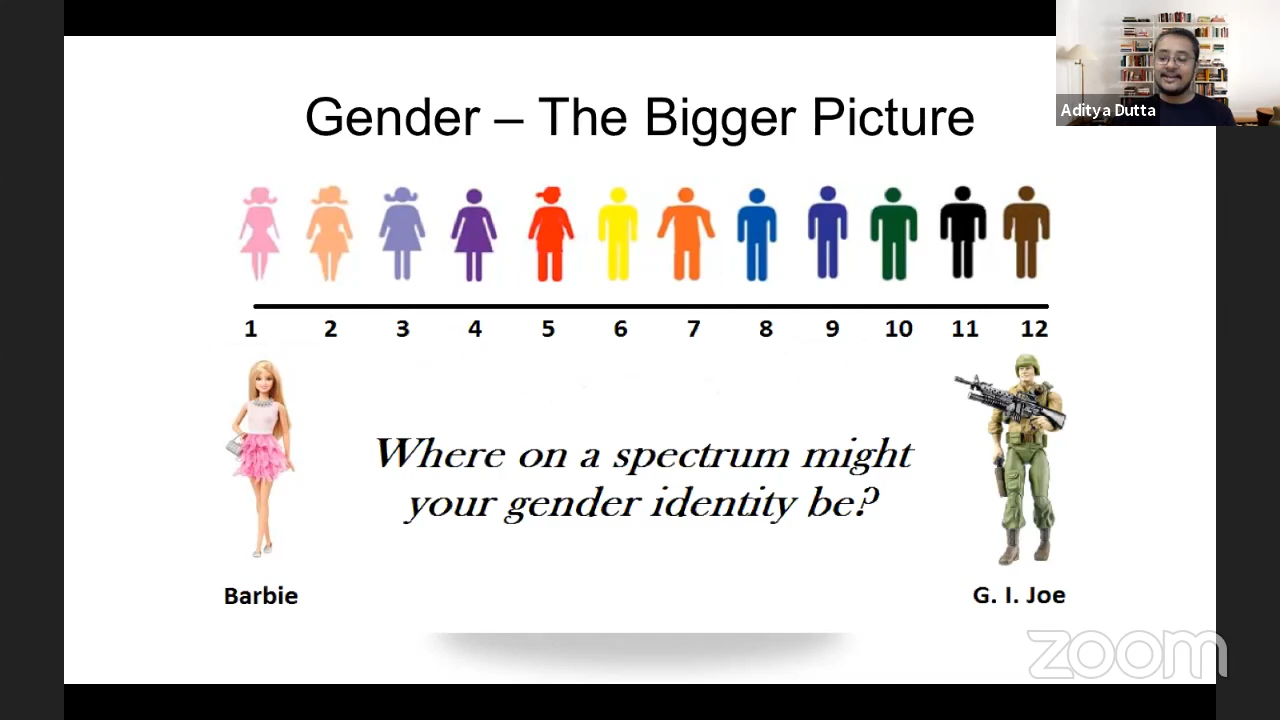 Aditya Dutta
Gender – The Bigger Picture
1 2 3 4 5 6 7 8 9 10 11 12
Where on a spectrum might
your gender identity be?
Barbie
G. I. Joe
zoom